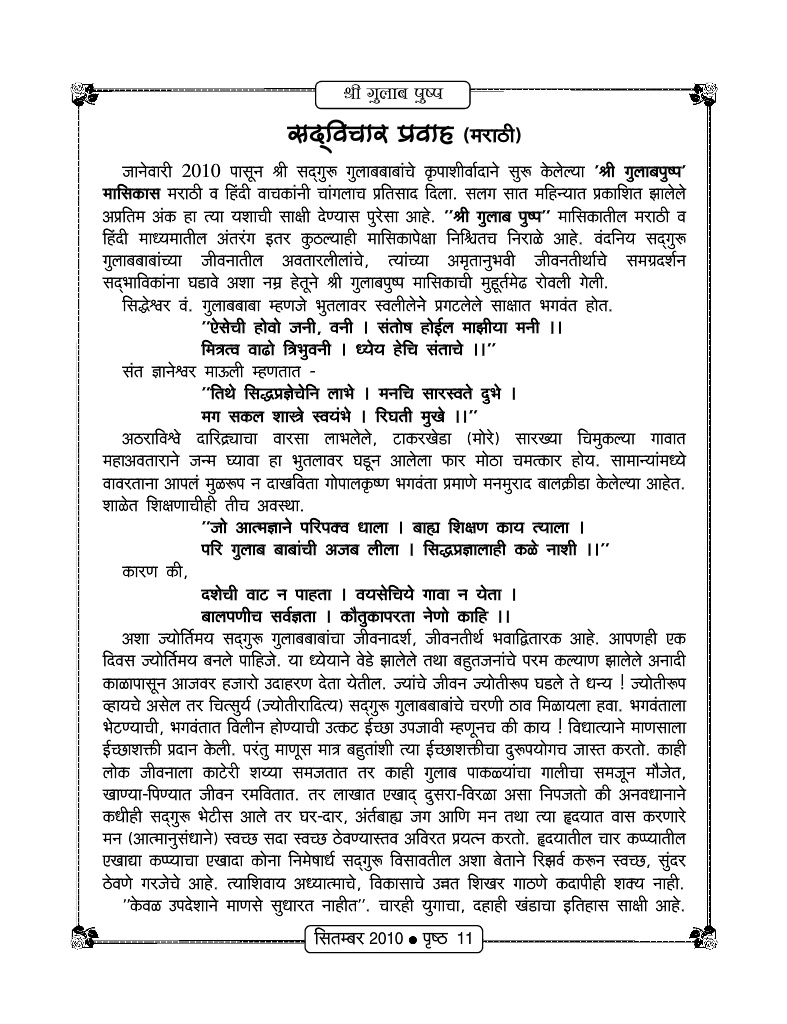 श्री गुलाब पुष्प
सद्‌विचार प्रवाह (मराठी)
जानेवारी 2010 पासून श्री सद्‌गुरू गुलाबबाबांचे कृपाशीर्वादाने सुरू केलेल्या 'श्री गुलाबपुष्प'
मासिकास मराठी व हिंदी वाचकांनी चांगलाच प्रतिसाद दिला. सलग सात महिन्यात प्रकाशित झालेले
अप्रतिम अंक हा त्या यशाची साक्षी देण्यास पुरेसा आहे. ''श्री गुलाब पुष्प'' मासिकातील मराठी व
हिंदी माध्यमातील अंतरंग इतर कुठल्याही मासिकापेक्षा निश्चितच निराळे आहे. वंदनिय सद्‌गुरू
गुलाबबाबांच्या जीवनातील अवतारलीलांचे, त्यांच्या अमृतानुभवी जीवनतीर्थाचे समग्रदर्शन
सद्‌भाविकांना घडावे अशा नम्र हेतूने श्री गुलाबपुष्प मासिकाची मुहूर्तमेढ रोवली गेली.
सिद्धेश्वर वं. गुलाबबाबा म्हणजे भुतलावर स्वलीलेने प्रगटलेले साक्षात भगवंत होत.
''ऐसेची होवो जनी, वनी । संतोष होईल माझीया मनी ।।
मित्रत्व वाढो त्रिभुवनी । ध्येय हेचि संताचे ।।''
संत ज्ञानेश्वर माऊली म्हणतात -
''तिथे सिद्धप्रज्ञेचेनि लाभे । मनचि सारस्वते दुभे ।
मग सकल शास्त्रे स्वयंभे । रिघती मुखे ।।''
अठराविश्वे दारिद्र्याचा वारसा लाभलेले, टाकरखेडा (मोरे) सारख्या चिमुकल्या गावात
महाअवताराने जन्म घ्यावा हा भुतलावर घडून आलेला फार मोठा चमत्कार होय. सामान्यांमध्ये
वावरताना आपलं मुळरूप न दाखविता गोपालकृष्ण भगवंता प्रमाणे मनमुराद बालक्रीडा केलेल्या आहेत.
शाळेत शिक्षणाचीही तीच अवस्था.
''जो आत्मज्ञाने परिपक्व धाला । बाह्य शिक्षण काय त्याला ।
परि गुलाब बाबांची अजब लीला । सिद्धप्रज्ञालाही कळे नाशी ।।''
कारण की,
दशेची वाट न पाहता । वयसेचिये गावा न येता ।
बालपणीच सर्वज्ञता । कौतुकापरता नेणो काहि ।।
अशा ज्योर्तिमय सद्‌गुरू गुलाबबाबांचा जीवनादर्श, जीवनतीर्थ भवाद्वितारक आहे. आपणही एक
दिवस ज्योर्तिमय बनले पाहिजे. या ध्येयाने वेडे झालेले तथा बहुतजनांचे परम कल्याण झालेले अनादी
काळापासून आजवर हजारो उदाहरण देता येतील. ज्यांचे जीवन ज्योतीरूप घडले ते धन्य ! ज्योतीरूप
व्हायचे असेल तर चित्सुर्य (ज्योतीरादित्य) सद्‌गुरू गुलाबबाबांचे चरणी ठाव मिळायला हवा. भगवंताला
भेटण्याची, भगवंतात विलीन होण्याची उत्कट ईच्छा उपजावी म्हणूनच की काय ! विधात्याने माणसाला
ईच्छाशक्ती प्रदान केली. परंतु माणूस मात्र बहुतांशी त्या ईच्छाशक्तीचा दुरूपयोगच जास्त करतो. काही
लोक जीवनाला काटेरी शय्या समजतात तर काही गुलाब पाकळ्यांचा गालीचा समजून मौजेत,
खाण्या-पिण्यात जीवन रमवितात. तर लाखात एखाद् दुसरा-विरळा असा निपजतो की अनवधानाने
कधीही सद्‌गुरू भेटीस आले तर घर-दार, अंर्तबाह्य जग आणि मन तथा त्या हृदयात वास करणारे
मन (आत्मानुसंधाने) स्वच्छ सदा स्वच्छ ठेवण्यास्तव अविरत प्रयत्न करतो. हृदयातील चार कप्प्यातील
एखाद्या कप्प्याचा एखादा कोना निमेषार्ध सद्‌गुरू विसावतील अशा बेताने रिझर्व करून स्वच्छ, सुंदर
ठेवणे गरजेचे आहे. त्याशिवाय अध्यात्माचे, विकासाचे उन्नत शिखर गाठणे कदापीही शक्य नाही.
''केवळ उपदेशाने माणसे सुधारत नाहीत''. चारही युगाचा, दहाही खंडाचा इतिहास साक्षी आहे.
सितम्बर 2010 ● पृष्ठ 11